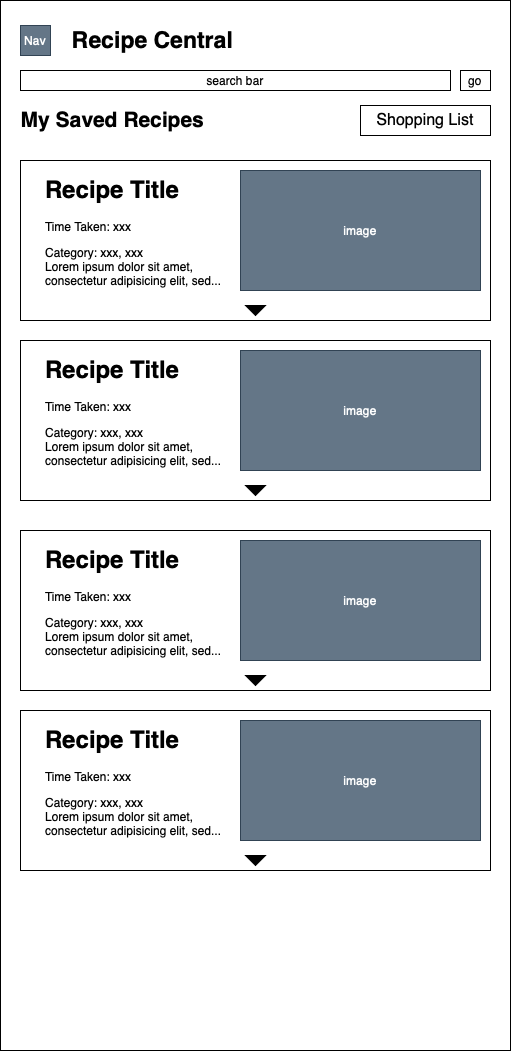 Nav
Recipe Central
search bar
go
My Saved Recipes
Shopping List
Recipe Title
Time Taken: xxx
Category: xxx, xxx
Lorem ipsum dolor sit amet,
consectetur adipisicing elit, sed...
image
Recipe Title
Time Taken: xxx
Category: xxx, xxx
Lorem ipsum dolor sit amet,
consectetur adipisicing elit, sed...
image
Recipe Title
Time Taken: xxx
Category: xxx, xxx
Lorem ipsum dolor sit amet,
consectetur adipisicing elit, sed...
image
Recipe Title
Time Taken: xxx
Category: xxx, xxx
Lorem ipsum dolor sit amet,
consectetur adipisicing elit, sed...
image